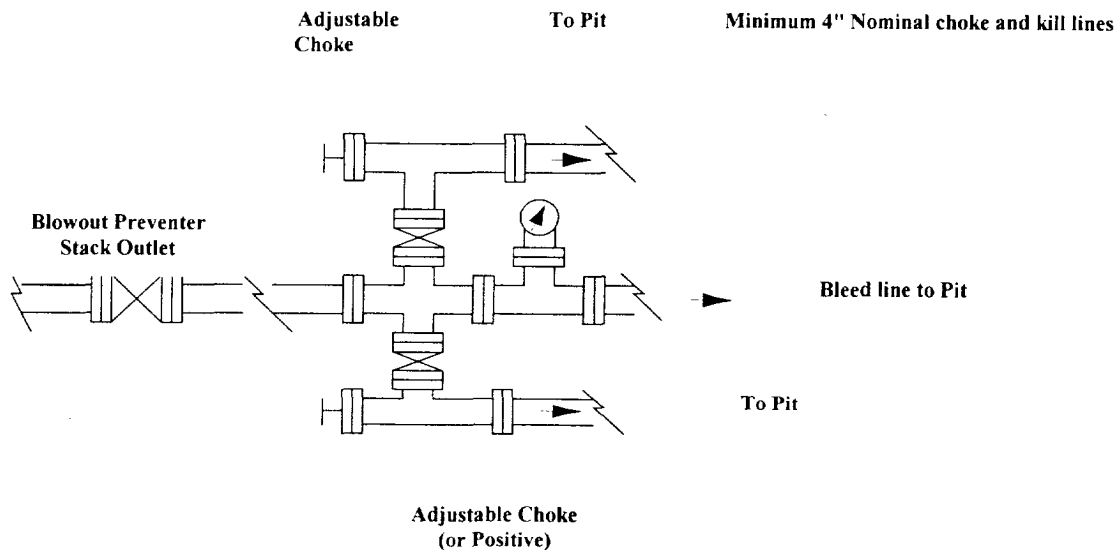 Adjustable
Choke
To Pit
Minimum 4" Nominal choke and kill lines
Blowout Preventer
Stack Outlet
Bleed line to Pit
To Pit
Adjustable Choke
(or Positive)